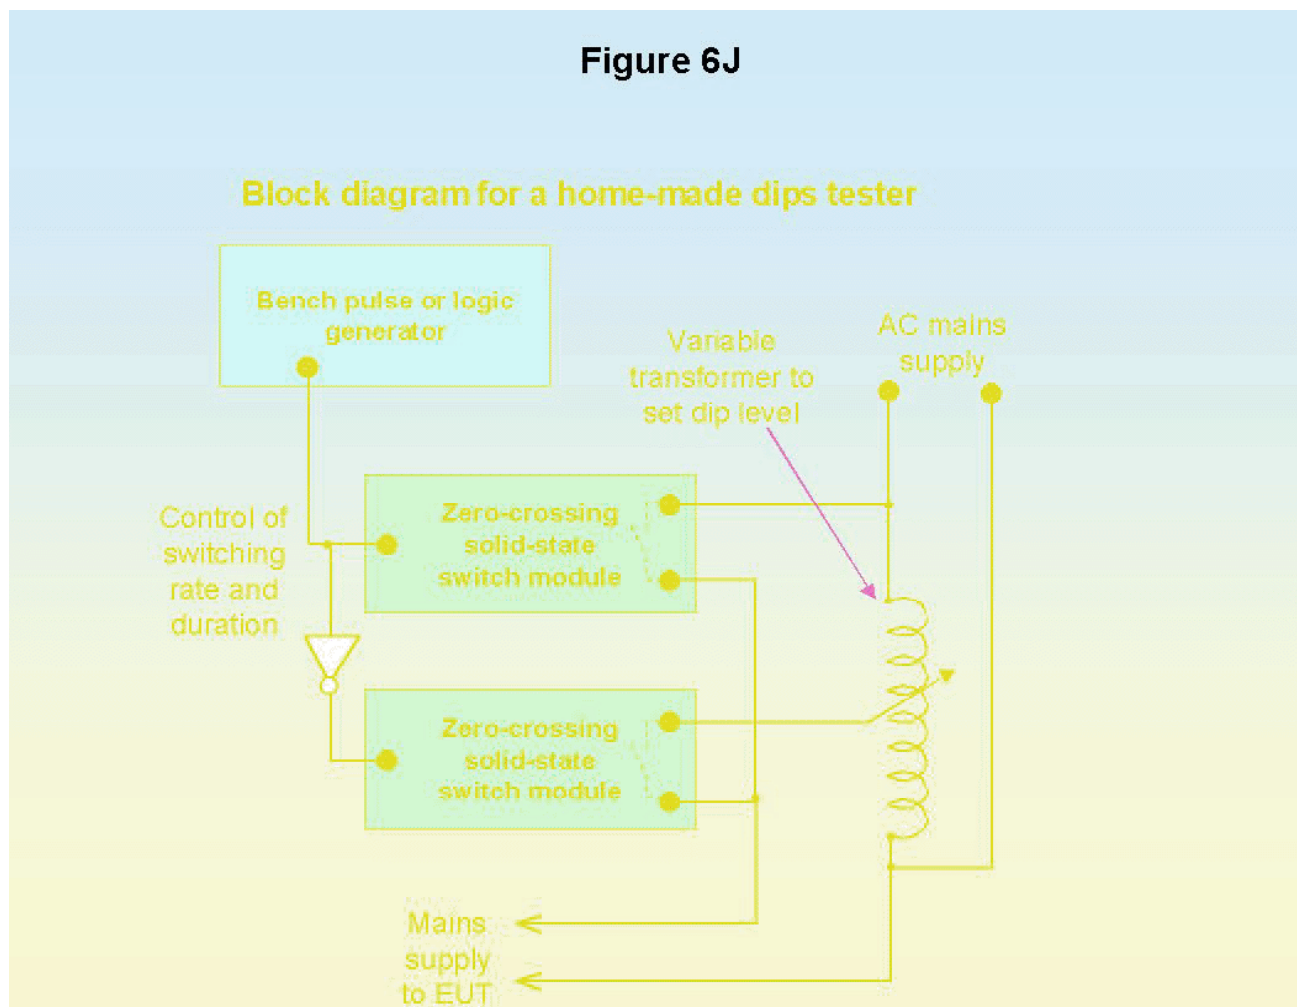 Figure 6J
Block diagram for a home-made dips tester
Bench pulse or logic
generator
Variable
transformer to
set dip level
AC mains
supply
Control of
switching
rate and
duration
Zero-crossing
solid-state
switch module
Zero-crossing
solid-state
switch module
Mains
supply
to EUT